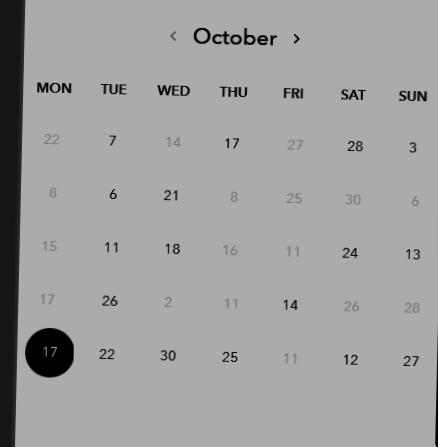 ‹ October ›
MON TUE WED THU FRI SAT SUN
22 7 14 17 27 28 3
8 6 21 8 25 30 6
15 11 18 16 11 24 13
17 26 2 11 14 26 28
17 22 30 25 11 12 27